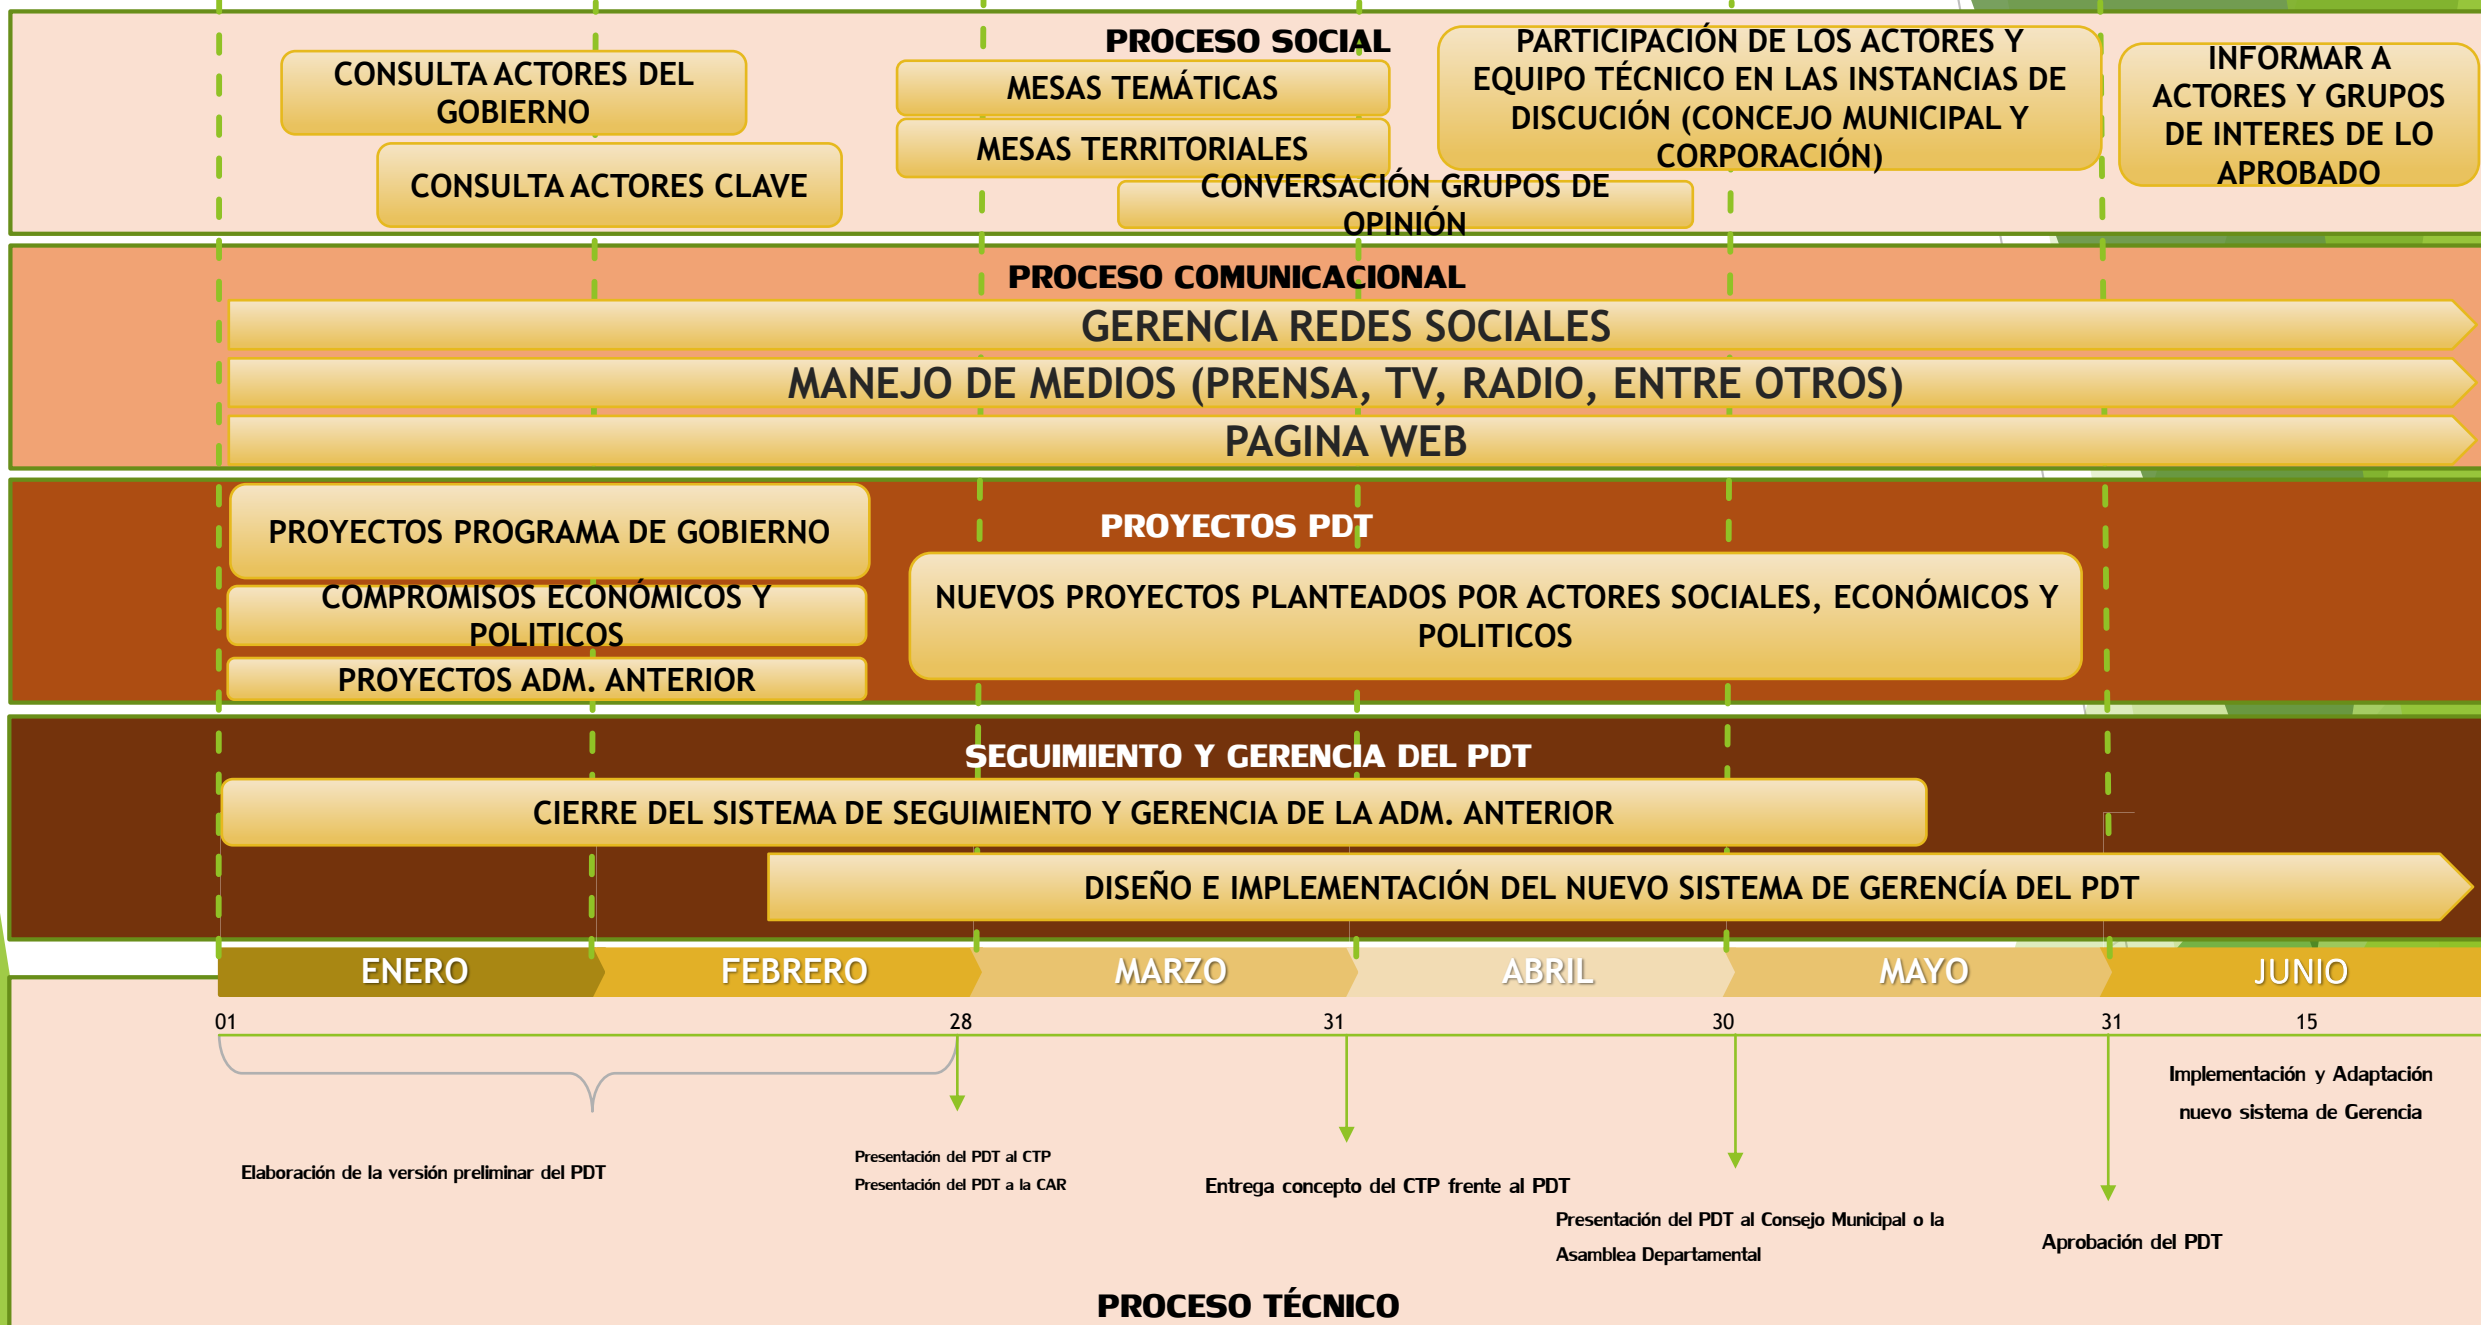 PROCESO SOCIAL
CONSULTA ACTORES DEL
GOBIERNO
CONSULTA ACTORES CLAVE
MESAS TEMÁTICAS
MESAS TERRITORIALES
CONVERSACIÓN GRUPOS DE
OPINIÓN
PARTICIPACIÓN DE LOS ACTORES Y
EQUIPO TÉCNICO EN LAS INSTANCIAS DE
DISCUCIÓN (CONCEJO MUNICIPAL Y
CORPORACIÓN)
INFORMAR A
ACTORES Y GRUPOS
DE INTERES DE LO
APROBADO
PROCESO COMUNICACIONAL
GERENCIA REDES SOCIALES
MANEJO DE MEDIOS (PRENSA, TV, RADIO, ENTRE OTROS)
PAGINA WEB
PROYECTOS PDT
PROYECTOS PROGRAMA DE GOBIERNO
COMPROMISOS ECONÓMICOS Y
POLITICOS
PROYECTOS ADM. ANTERIOR
NUEVOS PROYECTOS PLANTEADOS POR ACTORES SOCIALES, ECONÓMICOS Y
POLITICOS
SEGUIMIENTO Y GERENCIA DEL PDT
CIERRE DEL SISTEMA DE SEGUIMIENTO Y GERENCIA DE LA ADM. ANTERIOR
DISEÑO E IMPLEMENTACIÓN DEL NUEVO SISTEMA DE GERENCÍA DEL PDT
ENERO FEBRERO MARZO ABRIL MAYO JUNIO
01 28 31 30 31 15
Elaboración de la versión preliminar del PDT
Presentación del PDT al CTP
Presentación del PDT a la CAR
Entrega concepto del CTP frente al PDT
Presentación del PDT al Consejo Municipal o la
Asamblea Departamental
Aprobación del PDT
Implementación y Adaptación
nuevo sistema de Gerencia
PROCESO TÉCNICO